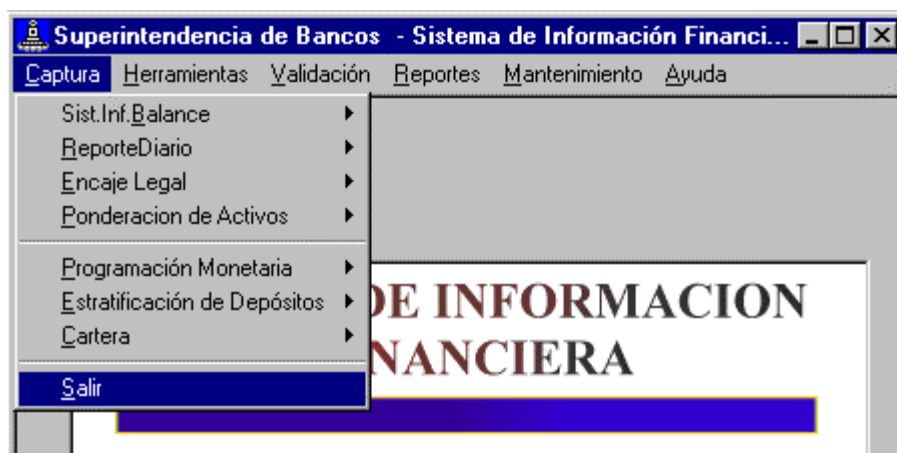 Superintendencia de Bancos - Sistema de Información Financi...
Captura Herramientas Validación Reportes Mantenimiento Ayuda
Sist.Inf.Balance
ReporteDiario
Encaje Legal
Ponderacion de Activos
Programación Monetaria
Estratificación de Depósitos
Cartera
Salir
DE INFORMACION
NANCIERA